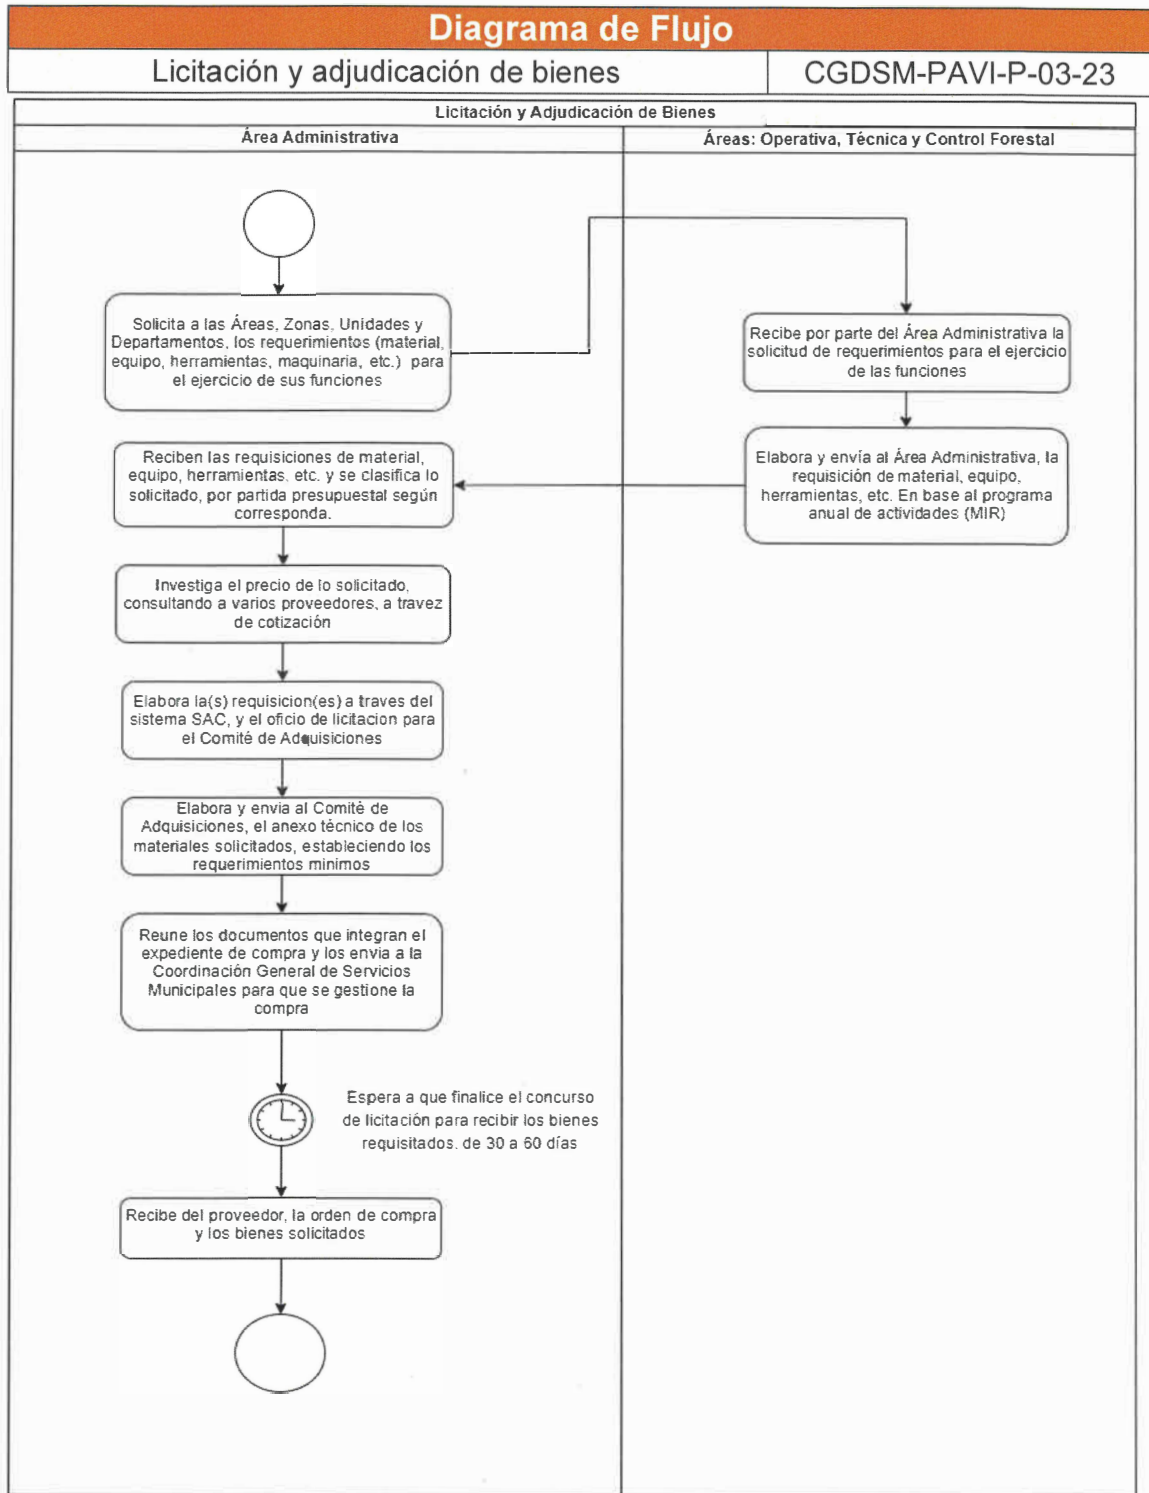 Diagrama de Flujo
Licitación y adjudicación de bienes
CGDSM-PAVI-P-03-23
Licitación y Adjudicación de Bienes
Área Administrativa
Áreas: Operativa, Técnica y Control Forestal
Solicita a las Áreas, Zonas, Unidades y
Departamentos, los requerimientos (material,
equipo, herramientas, maquinaria, etc.) para
el ejercicio de sus funciones
Recibe por parte del Área Administrativa la
solicitud de requerimientos para el ejercicio
de las funciones
Elabora y envía al Área Administrativa, la
requisición de material, equipo,
herramientas, etc. En base al programa
anual de actividades (MIR)
Reciben las requisiciones de material,
equipo, herramientas, etc. y se clasifica lo
solicitado, por partida presupuestal según
corresponda.
Investiga el precio de lo solicitado,
consultando a varios proveedores, a travez
de cotización
Elabora la(s) requisicion(es) a traves del
sistema SAC, y el oficio de licitacion para
el Comité de Adquisiciones
Elabora y envia al Comité de
Adquisiciones, el anexo técnico de los
materiales solicitados, estableciendo los
requerimientos minimos
Reune los documentos que integran el
expediente de compra y los envia a la
Coordinación General de Servicios
Municipales para que se gestione la
compra
Espera a que finalice el concurso
de licitación para recibir los bienes
requisitados. de 30 a 60 días
Recibe del proveedor, la orden de compra
y los bienes solicitados